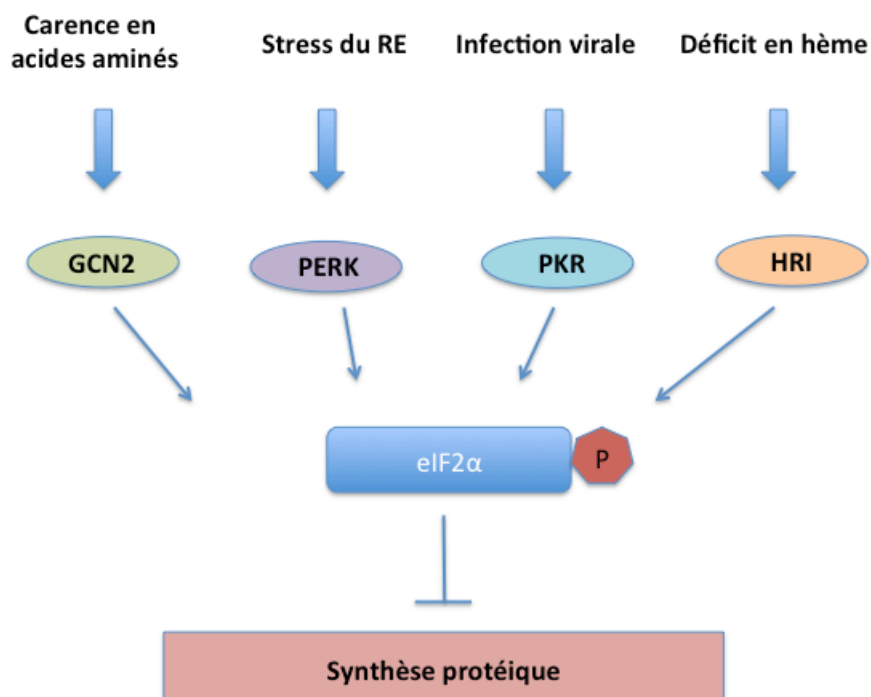 Carence en
acides aminés
Stress du RE
Infection virale
Déficit en hème
GCN2
PERK
PKR
HRI
eIF2α
P
Synthèse protéique